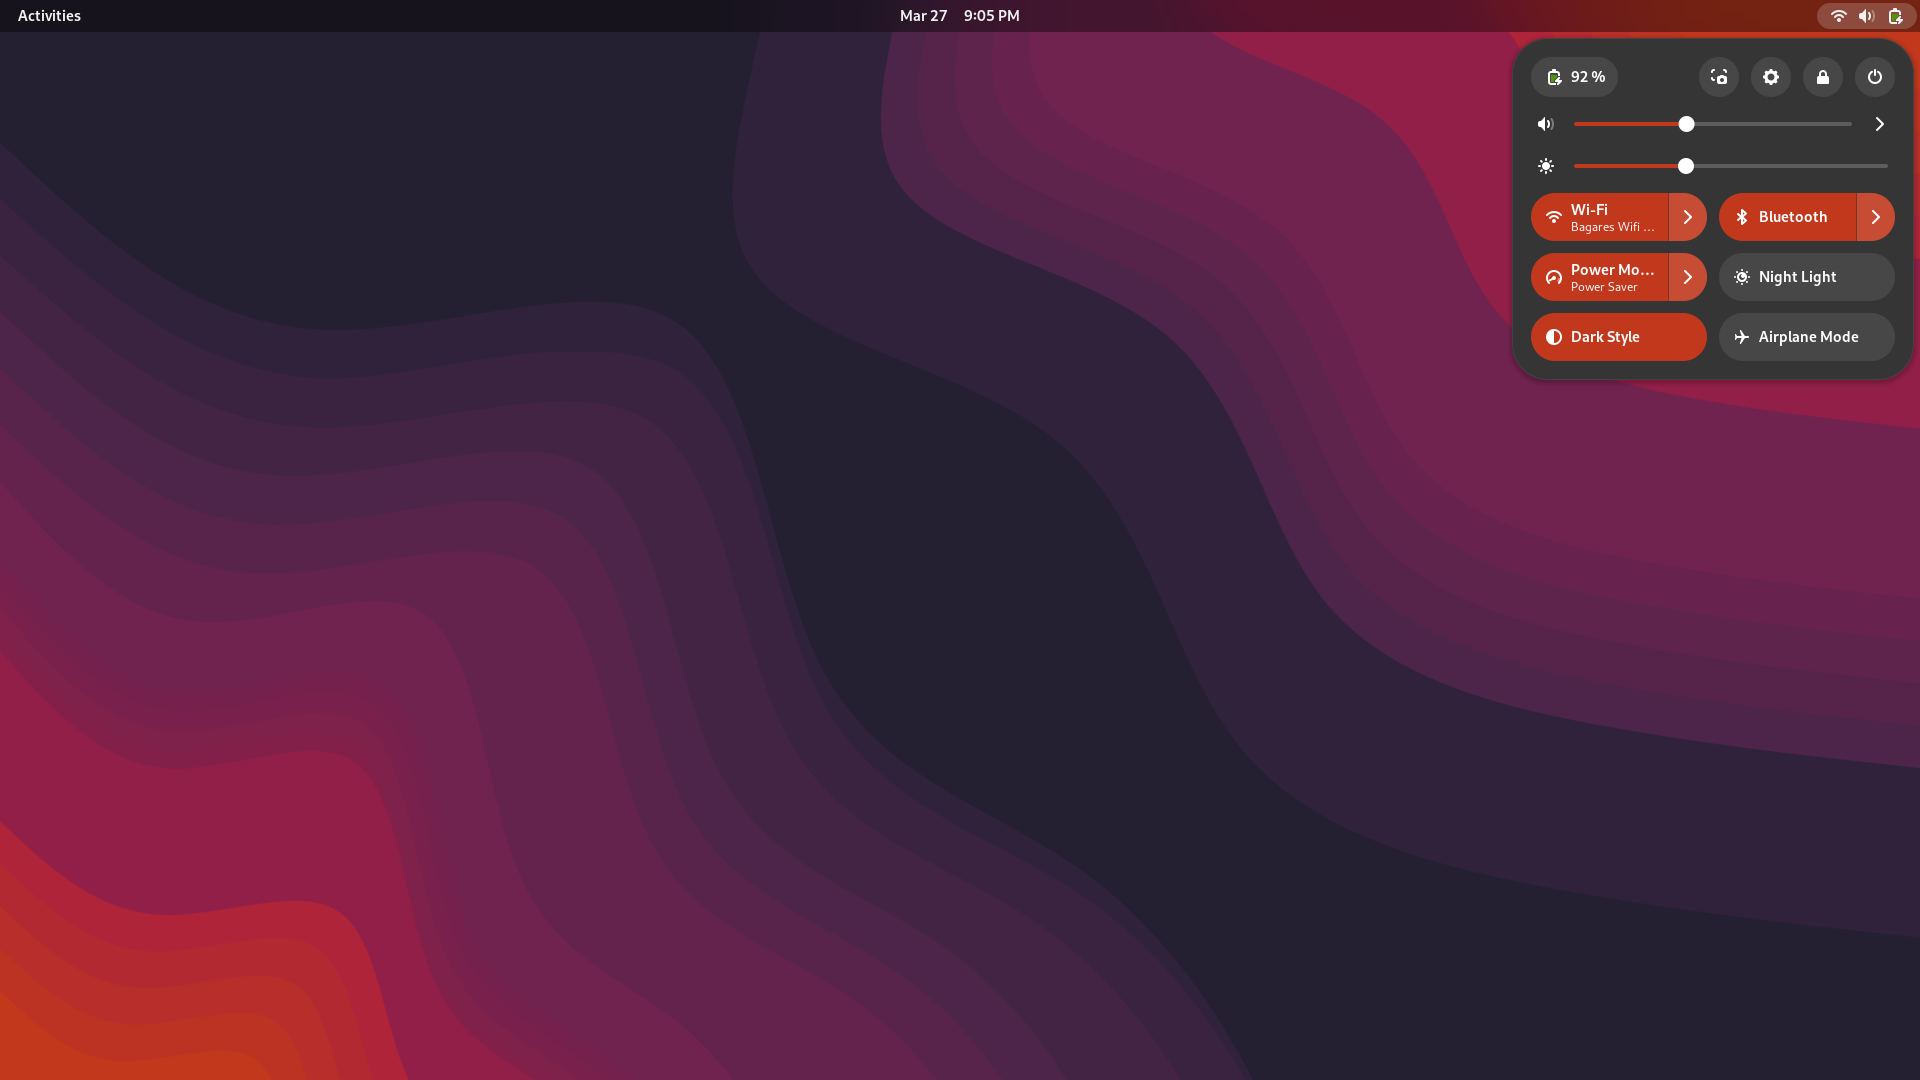 Activities
Mar 27 9:05 PM
92 %
Wi-Fi
Bagares Wifi ...
Bluetooth
Power Mo...
Power Saver
Night Light
Dark Style
Airplane Mode